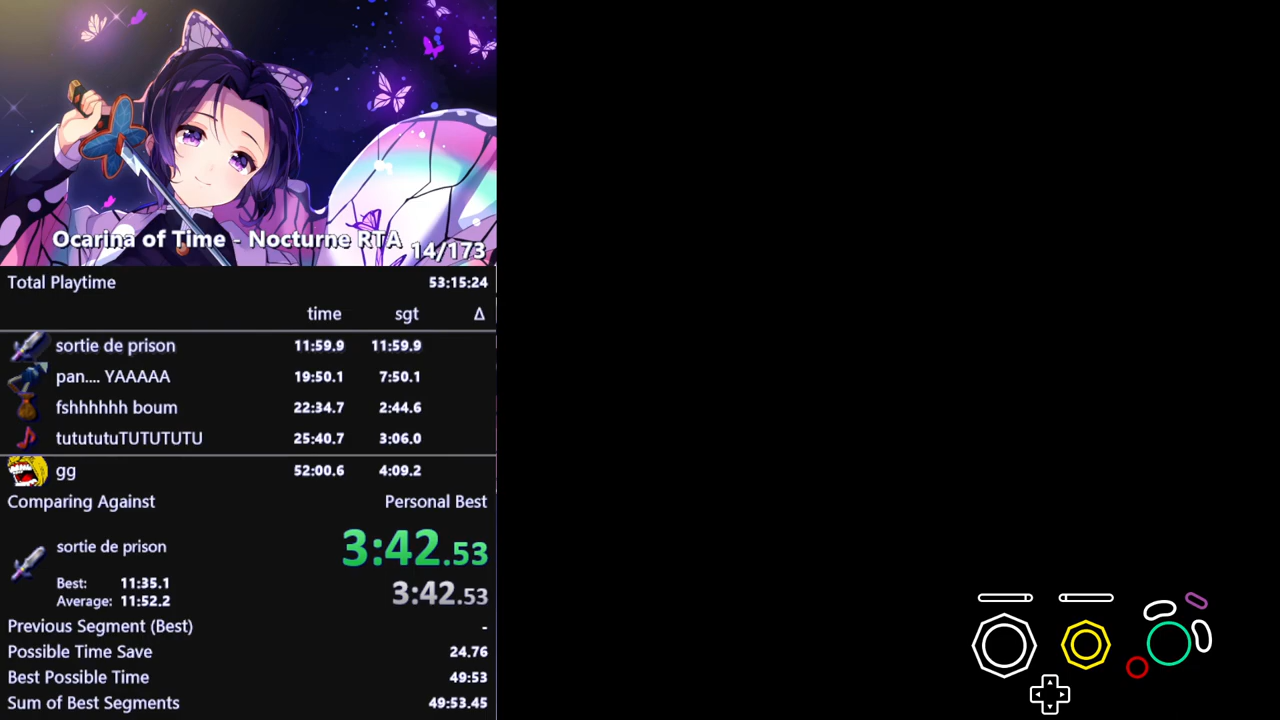 Ocarina of Time - Nocturne RTA 14/173
Total Playtime 53:15:24
time sgt Δ
sortie de prison 11:59.9 11:59.9
pan.... YAAAAA 19:50.1 7:50.1
fshhhhhh boum 22:34.7 2:44.6
tutututuTUTUTUTU 25:40.7 3:06.0
gg 52:00.6 4:09.2
Comparing Against Personal Best
sortie de prison 3:42.53
3:42.53
Best: 11:35.1
Average: 11:52.2
Previous Segment (Best) -
Possible Time Save 24.76
Best Possible Time 49:53
Sum of Best Segments 49:53.45